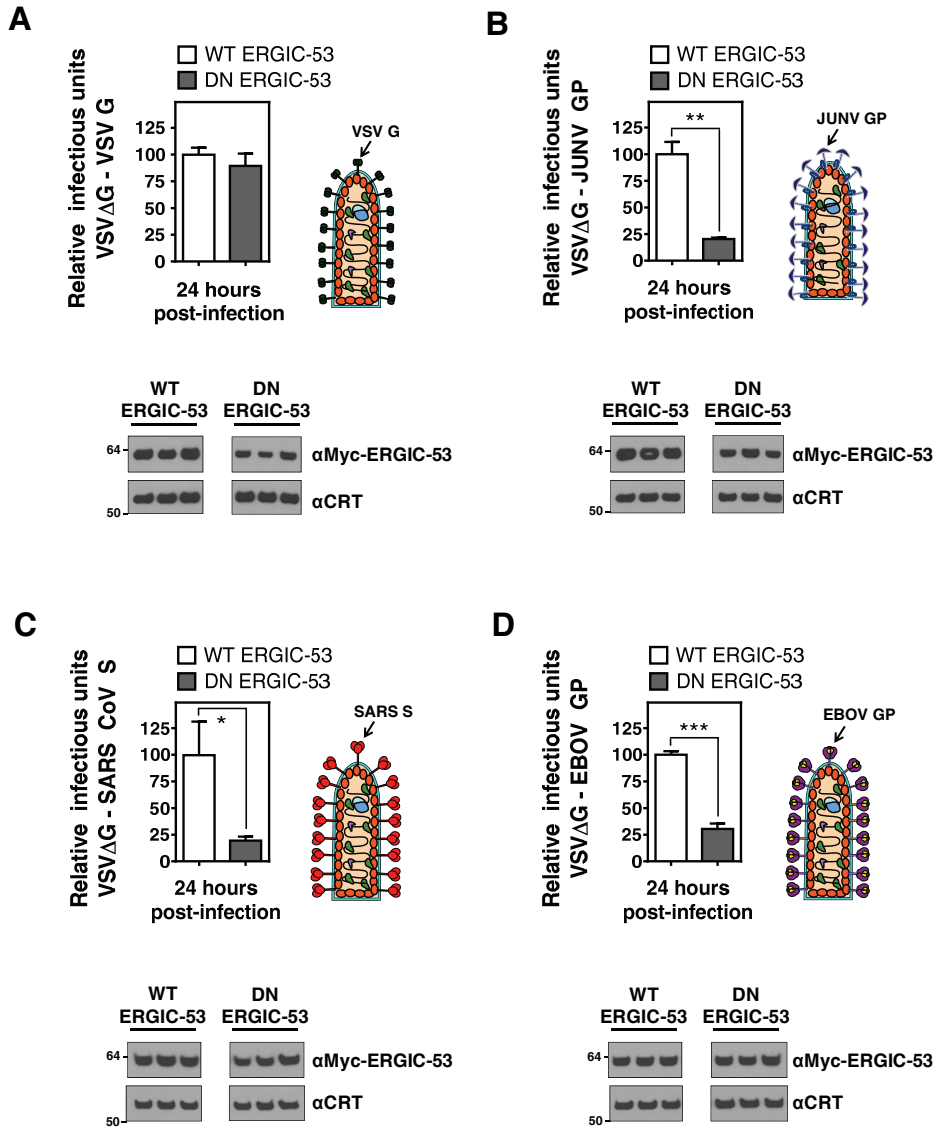 A
Relative infectious units
VSV∆G - VSV G
WT ERGIC-53
DN ERGIC-53
125
100
75
50
25
0
24 hours
post-infection
VSV G
WT
ERGIC-53
DN
ERGIC-53
64
αMyc-ERGIC-53
αCRT
50
B
Relative infectious units
VSV∆G - JUNV GP
WT ERGIC-53
DN ERGIC-53
**
125
100
75
50
25
0
24 hours
post-infection
JUNV GP
WT
ERGIC-53
DN
ERGIC-53
64
αMyc-ERGIC-53
αCRT
50
C
Relative infectious units
VSV∆G - SARS CoV S
WT ERGIC-53
DN ERGIC-53
*
125
100
75
50
25
0
24 hours
post-infection
SARS S
WT
ERGIC-53
DN
ERGIC-53
64
αMyc-ERGIC-53
αCRT
50
D
Relative infectious units
VSV∆G - EBOV GP
WT ERGIC-53
DN ERGIC-53
***
125
100
75
50
25
0
24 hours
post-infection
EBOV GP
WT
ERGIC-53
DN
ERGIC-53
64
αMyc-ERGIC-53
αCRT
50